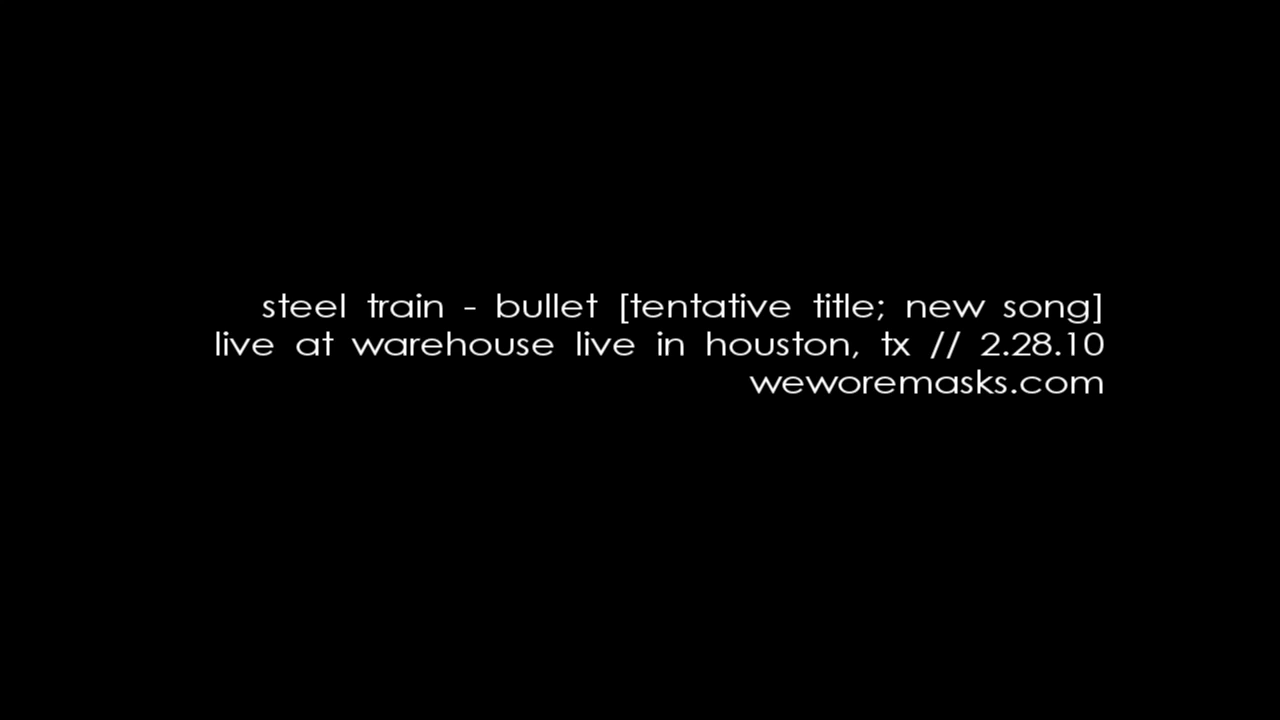 steel train - bullet [tentative title; new song]
live at warehouse live in houston, tx // 2.28.10
weworemasks.com